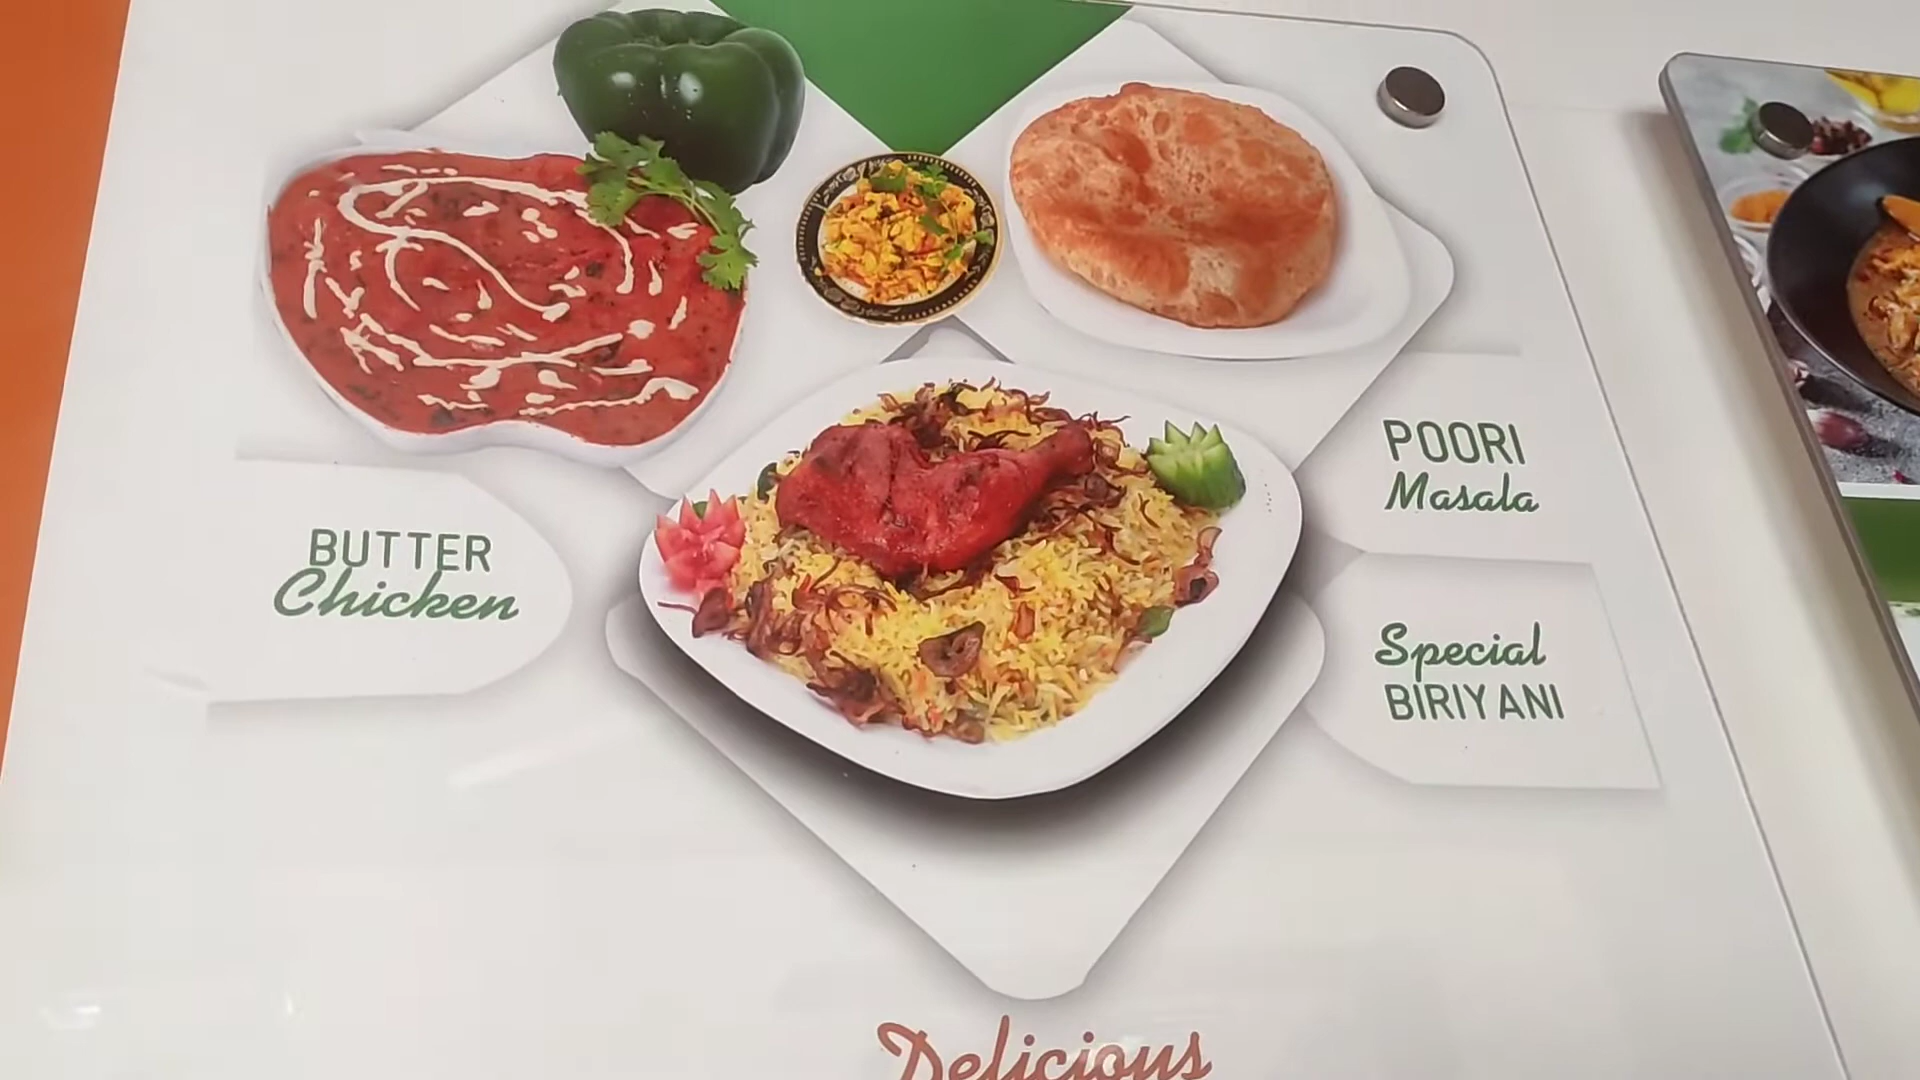 BUTTER
Chicken
POORI
Masala
Special
BIRIYANI
Delicious